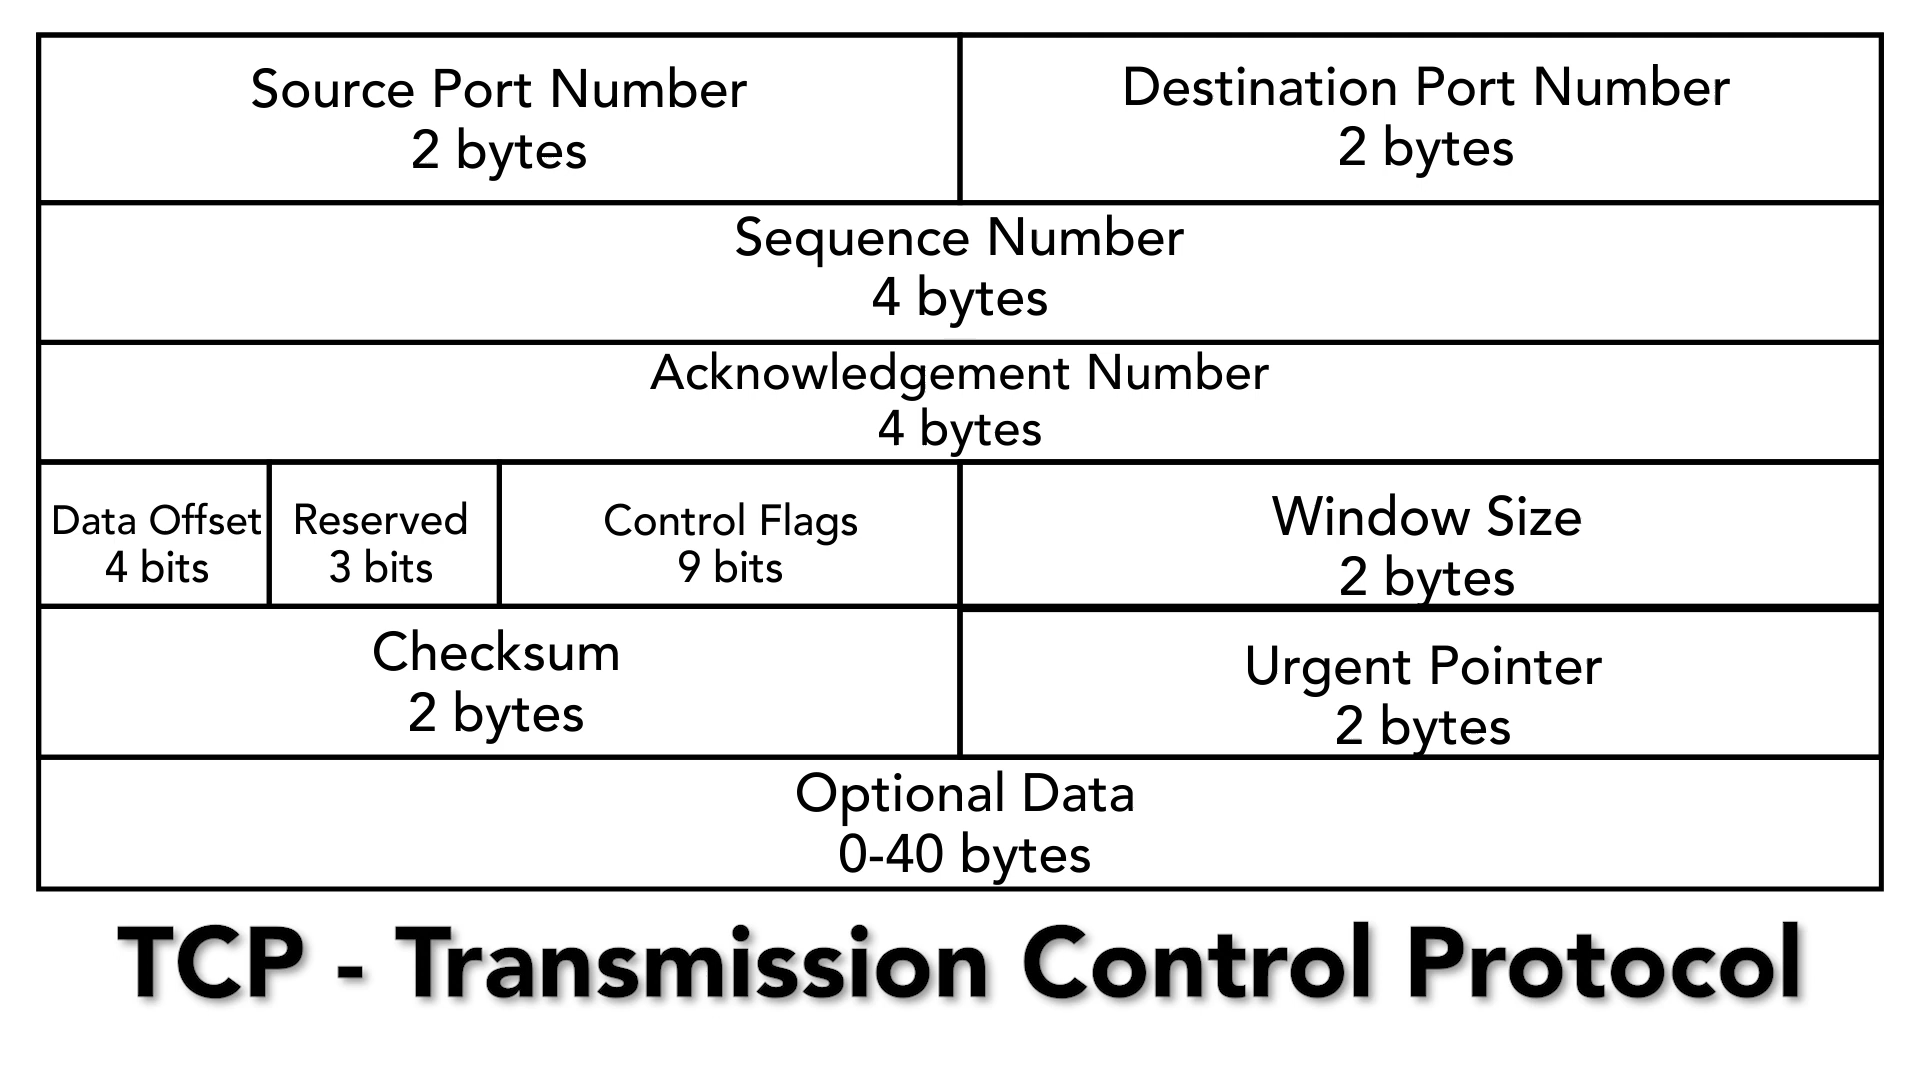 Source Port Number
2 bytes
Destination Port Number
2 bytes
Sequence Number
4 bytes
Acknowledgement Number
4 bytes
Data Offset
4 bits
Reserved
3 bits
Control Flags
9 bits
Window Size
2 bytes
Checksum
2 bytes
Urgent Pointer
2 bytes
Optional Data
0-40 bytes
TCP - Transmission Control Protocol